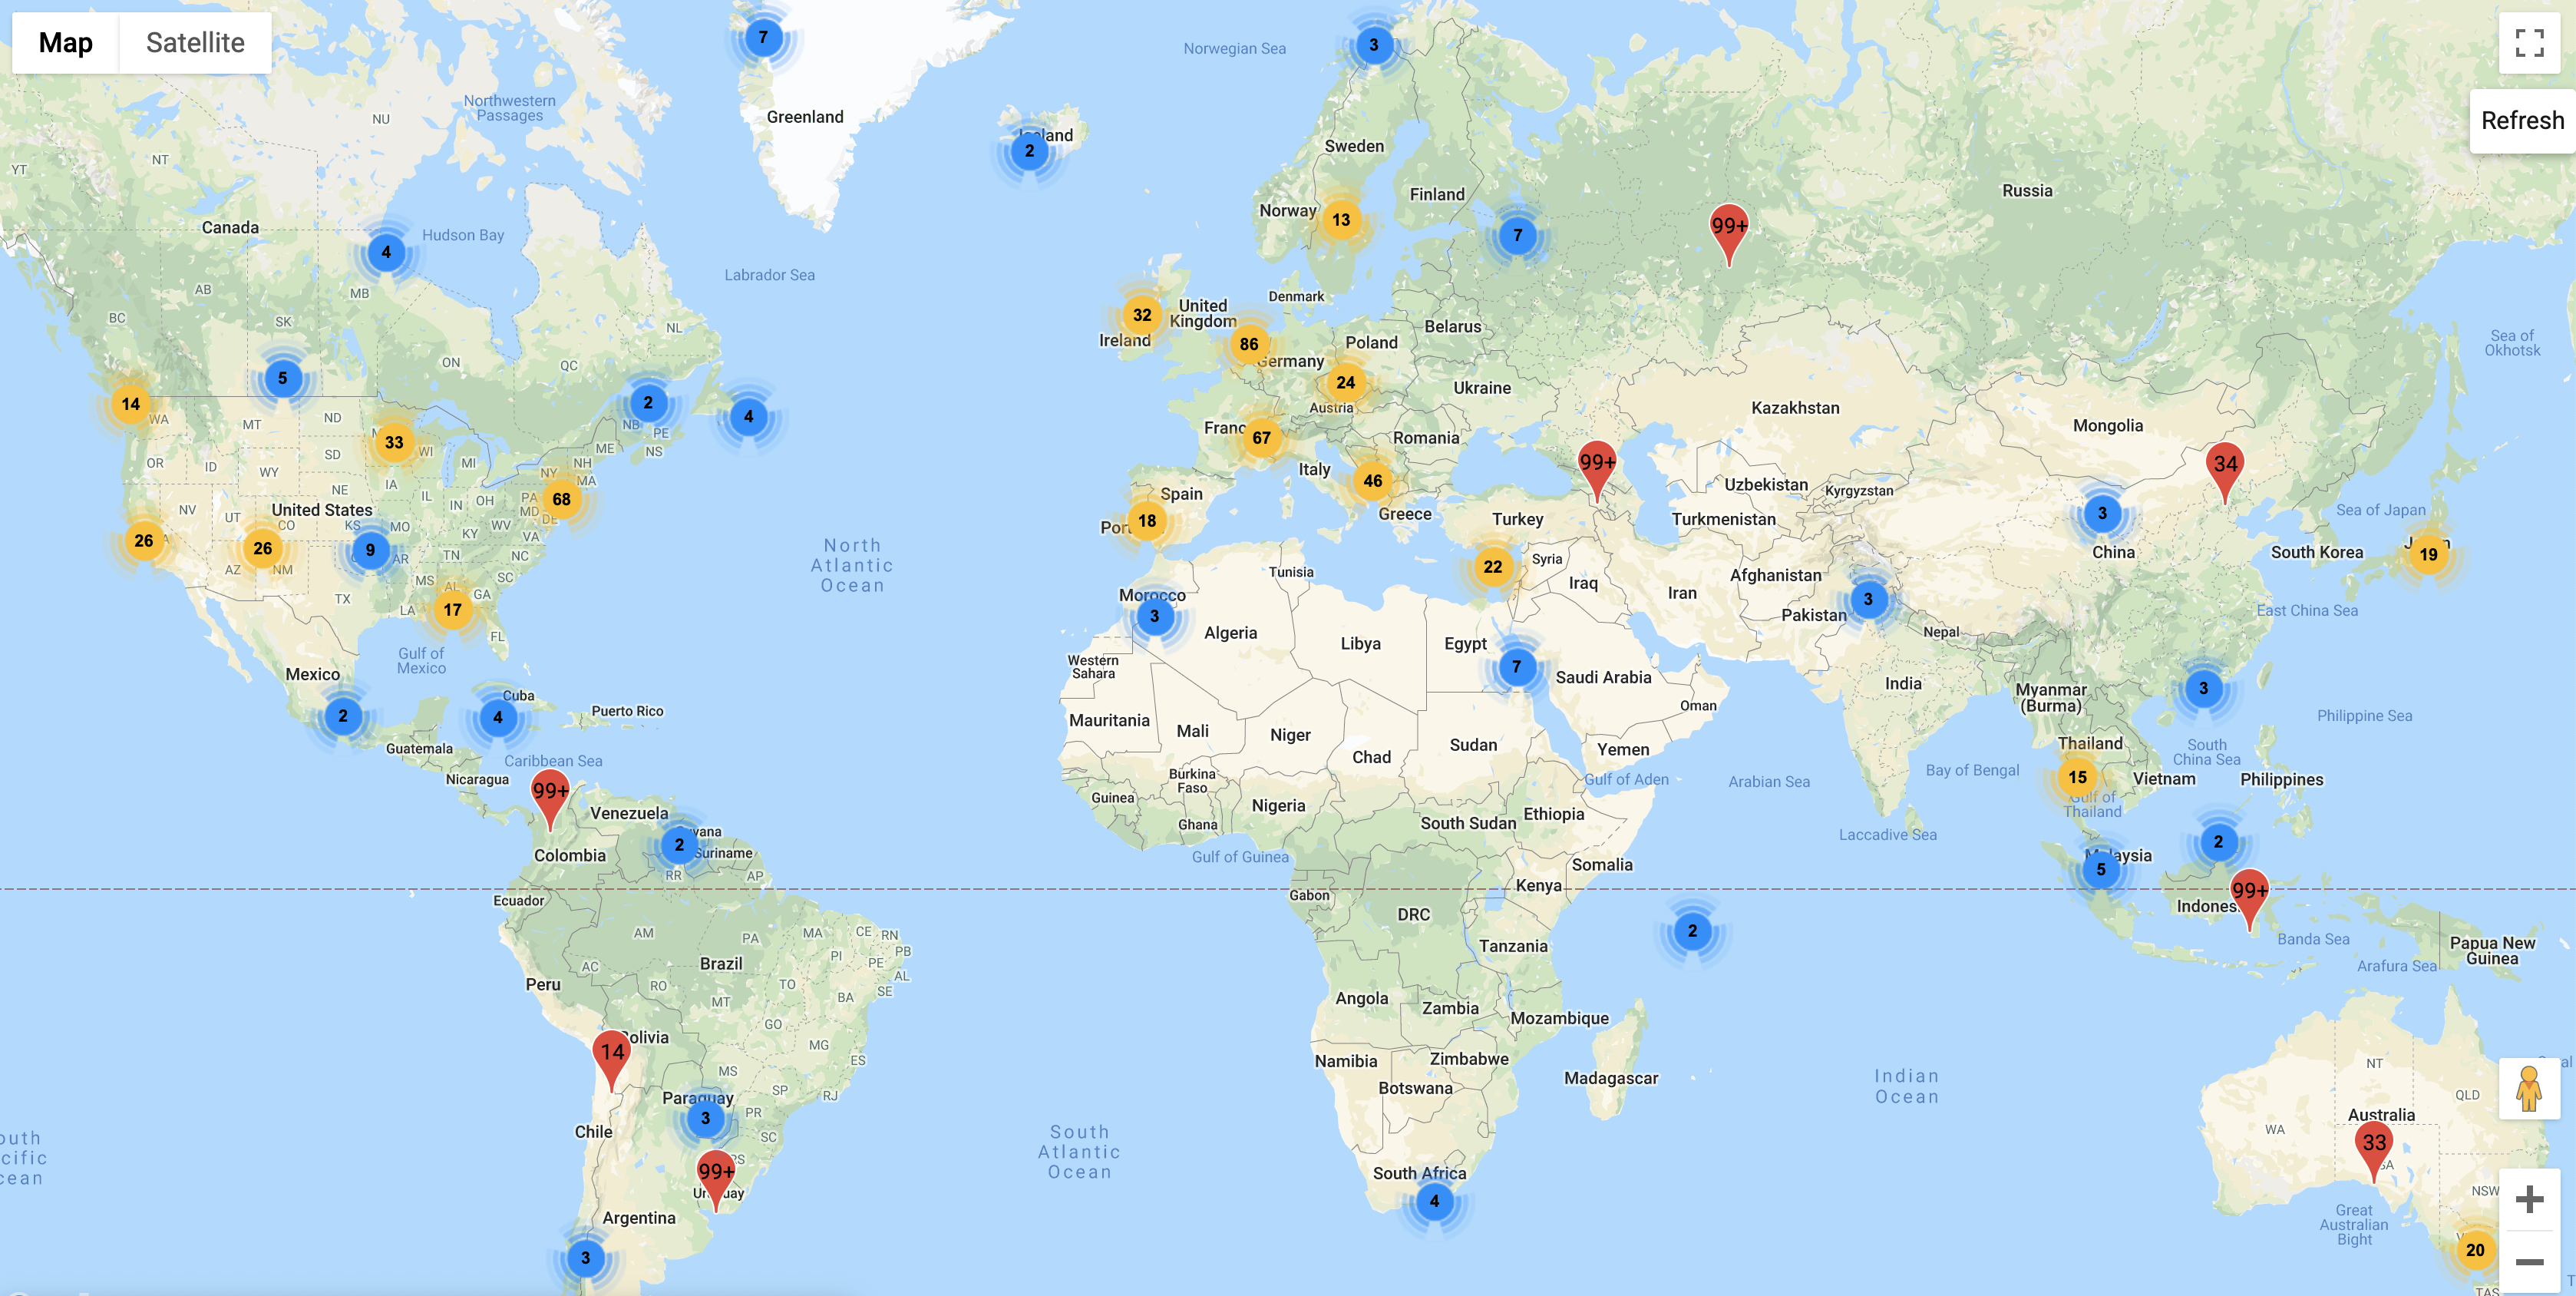 Map
Satellite
Refresh
7
3
Norwegian Sea
Northwestern
Passages
NU
Greenland
2
Sweden
Finland
Norway
13
7
99+
Russia
YT
NT
Canada
4
Hudson Bay
Labrador Sea
AB
MB
BC
SK
NL
ON
QC
32
Ireland
United
Kingdom
Denmark
86
Germany
Poland
Belarus
24
Austria
Ukraine
67
Romania
Italy
46
Greece
Spain
18
Kazakhstan
Mongolia
Sea of
Okhotsk
14
WA
5
MT
ND
33
WI
2
NB
PE
NS
4
ME
OR
ID
WY
SD
MI
NY
NH
MA
NE
IA
IL
IN
OH
PA
MD
DE
68
NV
UT
United States
CO
KS
MO
WV
KY
VA
26
26
9
AR
TN
NC
AZ
NM
MS
AL
SC
GA
TX
LA
17
FL
Gulf of
Mexico
Mexico
2
4
Cuba
Puerto Rico
Guatemala
Caribbean Sea
Nicaragua
99+
Venezuela
2
Suriname
Colombia
RR
AP
Ecuador
North
Atlantic
Ocean
99+
Uzbekistan
Kyrgyzstan
Turkmenistan
Turkey
22
Syria
Iraq
Iran
Afghanistan
Pakistan
3
Nepal
34
3
China
South Korea
Sea of Japan
19
East China Sea
Tunisia
Morocco
3
Algeria
Libya
Egypt
7
Saudi Arabia
Oman
Western
Sahara
Mauritania
Mali
Niger
Chad
Sudan
Yemen
Gulf of Aden
Arabian Sea
India
Bay of Bengal
Laccadive Sea
Myanmar
(Burma)
Thailand
15
Gulf of
Thailand
Vietnam
3
South
China Sea
Philippines
Philippine Sea
Burkina
Faso
Guinea
Ghana
Nigeria
Gulf of Guinea
South Sudan
Ethiopia
Somalia
Gabon
DRC
Kenya
Tanzania
2
5
2
99+
Banda Sea
Arafura Sea
Papua New
Guinea
AM
PA
MA
CE
RN
PB
PE
PI
AL
SE
AC
RO
TO
BA
MT
GO
MG
ES
MS
SP
RJ
PR
SC
Brazil
Peru
14
Paraguay
3
Chile
99+
Argentina
3
South
Atlantic
Ocean
Angola
Zambia
Mozambique
Namibia
Zimbabwe
Botswana
Madagascar
South Africa
4
Indian
Ocean
NT
QLD
Australia
WA
33
NSW
Great
Australian
Bight
20
TAS